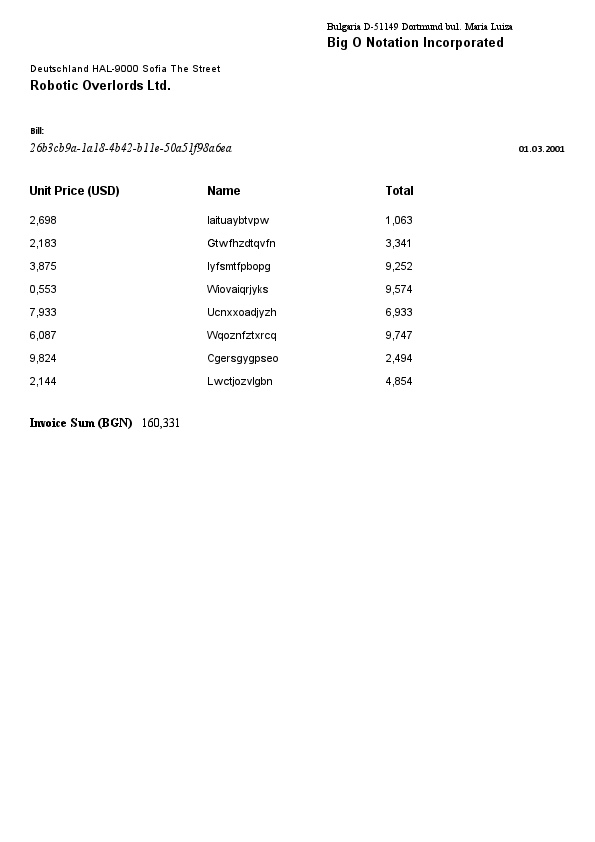 Bulgaria D-51149 Dortmund bul. Maria Luiza
Big O Notation Incorporated
Deutschland HAL-9000 Sofia The Street
Robotic Overlords Ltd.
Bill:
26b3cb9a-1a18-4b42-b11e-50a51f98a6ea
01.03.2001
Unit Price (USD) Name Total
2,698 Iaituaybtvpw 1,063
2,183 Gtwfhzdtqvfn 3,341
3,875 Iyfsmtfpbopg 9,252
0,553 Wiovaiqrjyks 9,574
7,933 Ucnxxoadjyzh 6,933
6,087 Wqoznfztxrcq 9,747
9,824 Cgersgygpseo 2,494
2,144 Lwctjozvlgbn 4,854
Invoice Sum (BGN) 160,331